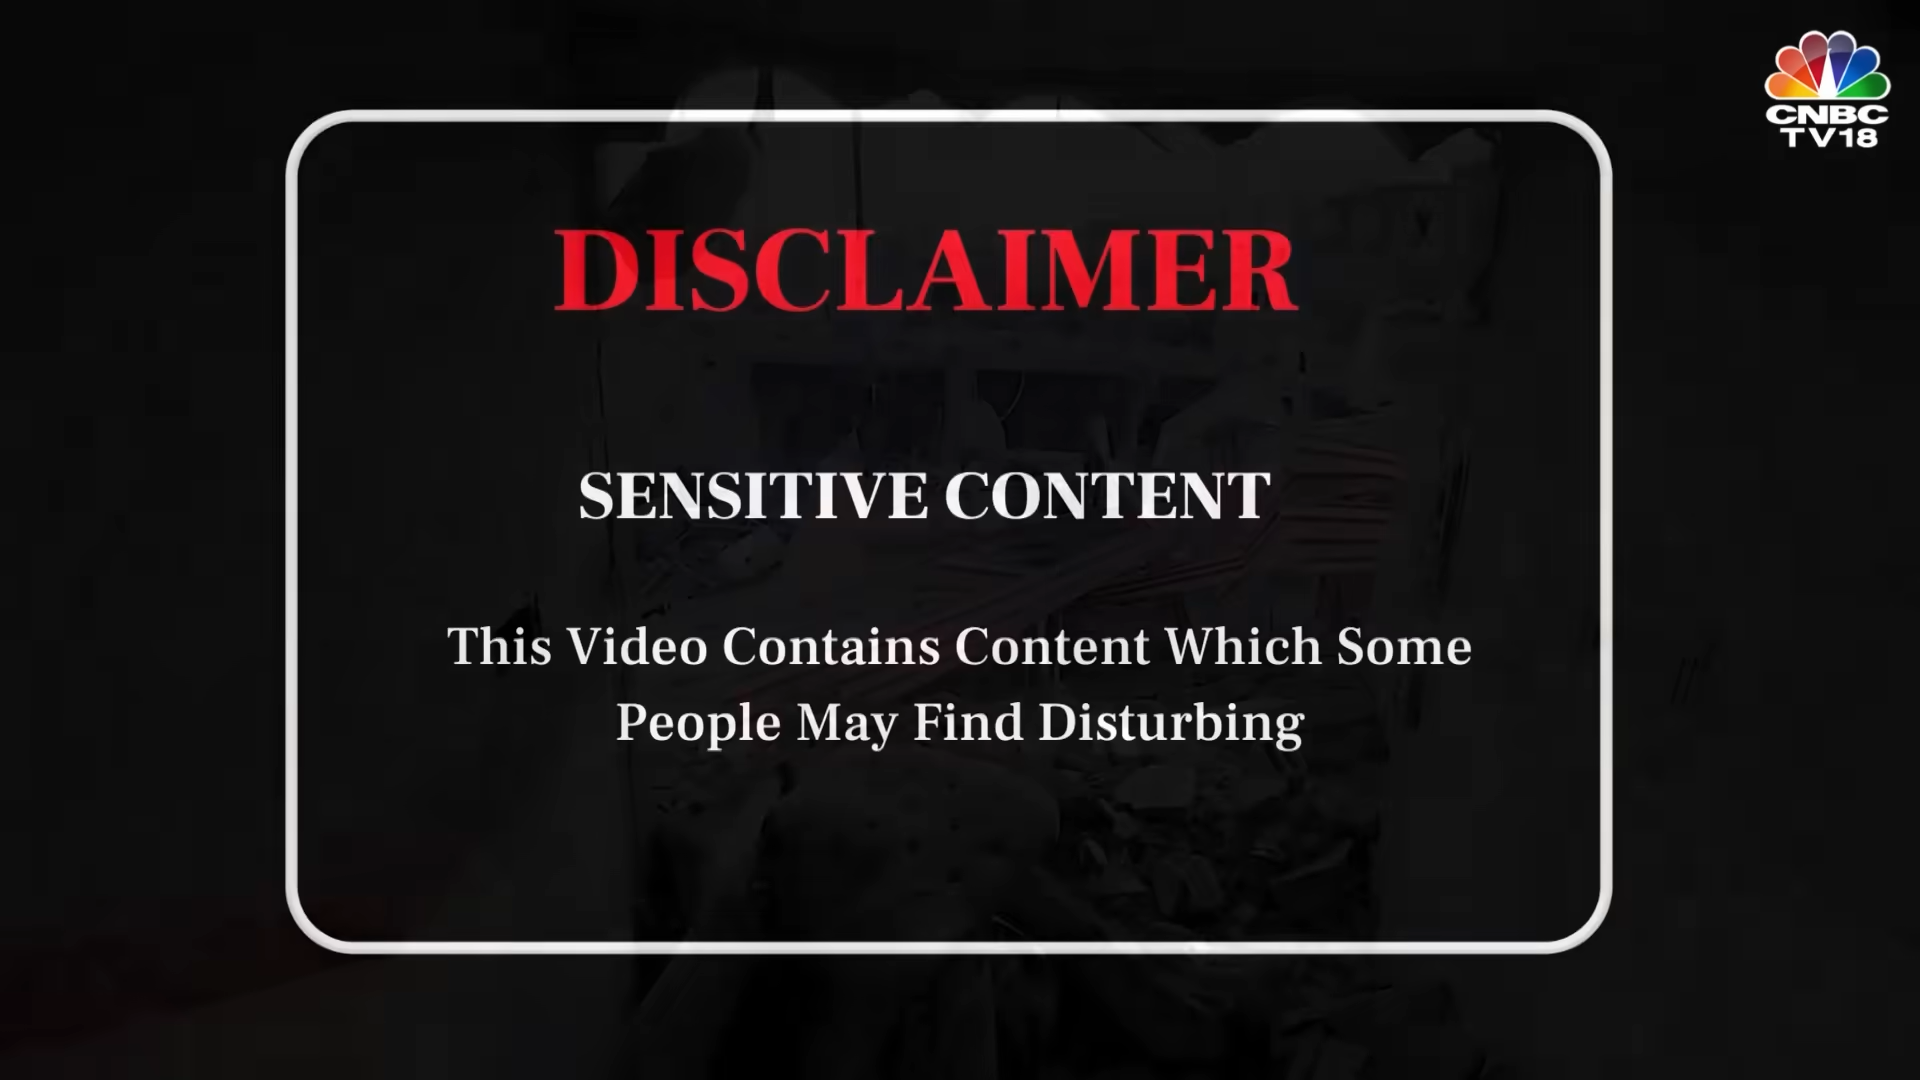 CNBC
TV18
DISCLAIMER
SENSITIVE CONTENT
This Video Contains Content Which Some
People May Find Disturbing